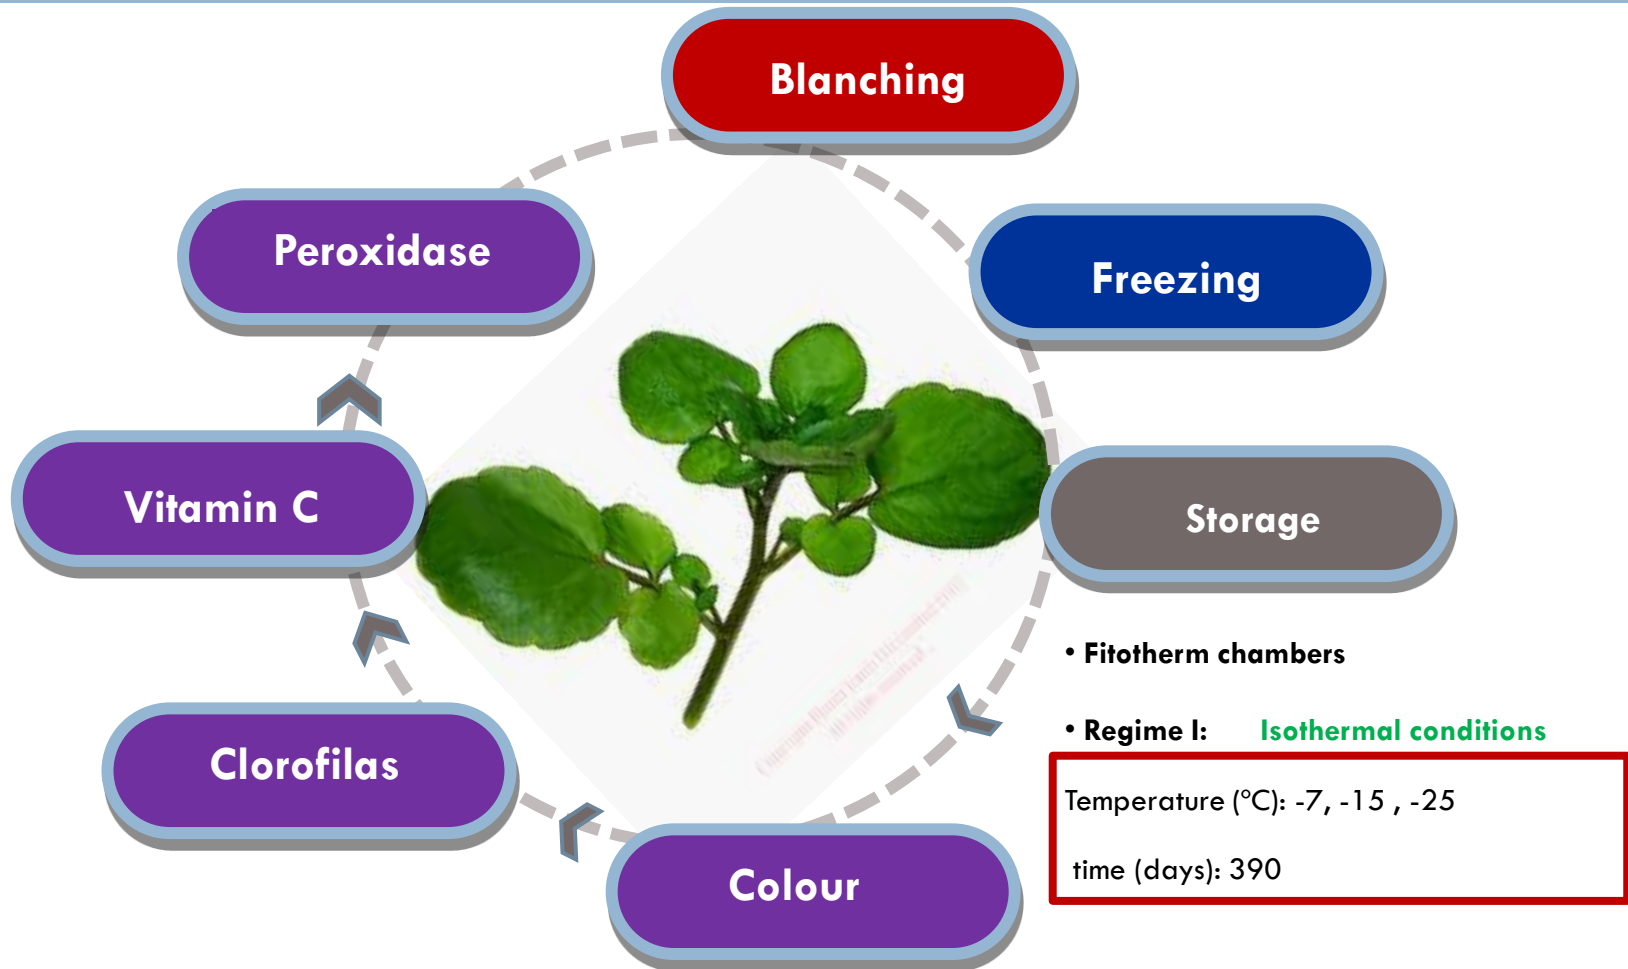 Blanching
Peroxidase
Freezing
Vitamin C
Storage
• Fitotherm chambers
• Regime I: Isothermal conditions
Clorofilas
Temperature (ºC): -7, -15 , -25
time (days): 390
Colour